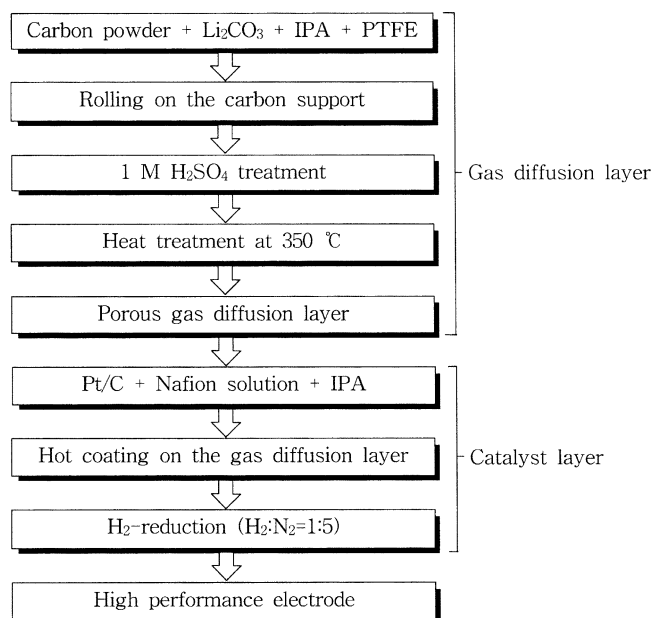 Carbon powder + Li₂CO₃ + IPA + PTFE
Rolling on the carbon support
1 M H₂SO₄ treatment
Gas diffusion layer
Heat treatment at 350 ℃
Porous gas diffusion layer
Pt/C + Nafion solution + IPA
Hot coating on the gas diffusion layer
Catalyst layer
H₂-reduction (H₂:N₂=1:5)
High performance electrode